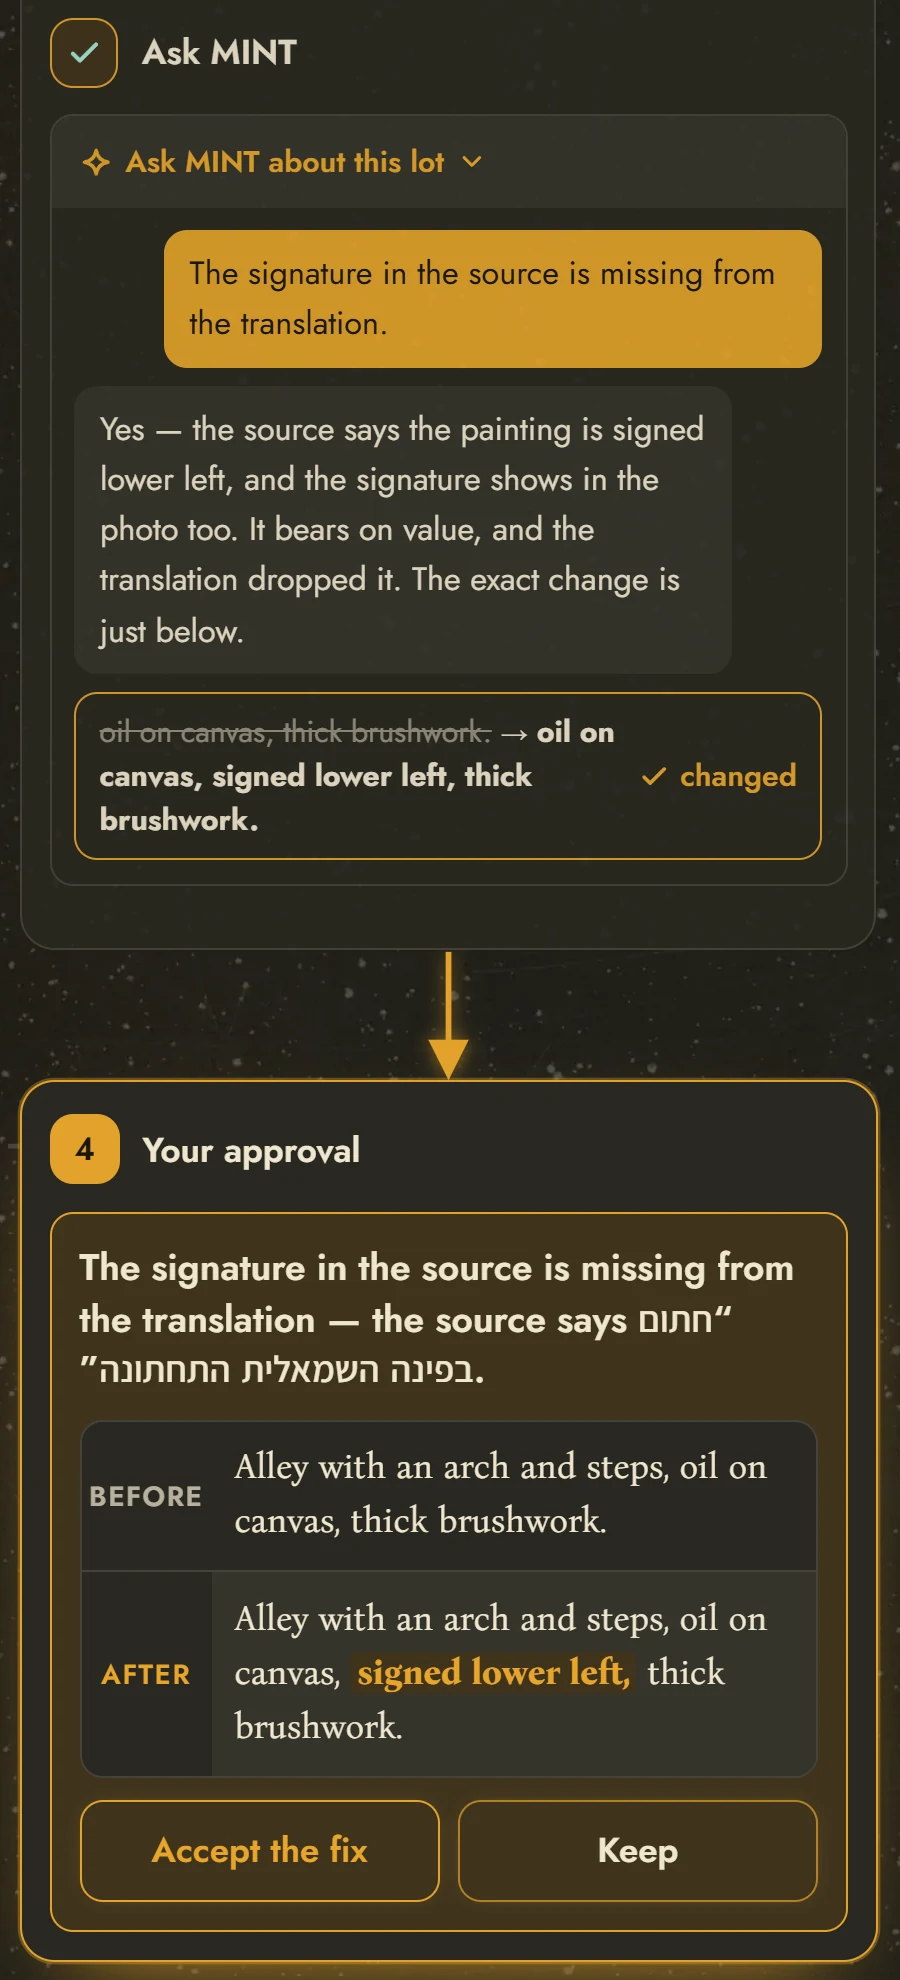 Ask MINT
Ask MINT about this lot
The signature in the source is missing from
the translation.
Yes — the source says the painting is signed
lower left, and the signature shows in the
photo too. It bears on value, and the
translation dropped it. The exact change is
just below.
oil on canvas, thick brushwork. → oil on
canvas, signed lower left, thick
brushwork.
✓ changed
4
Your approval
The signature in the source is missing from
the translation — the source says “חתום
בפינה השמאלית התחתונה”.
BEFORE
Alley with an arch and steps, oil on
canvas, thick brushwork.
AFTER
Alley with an arch and steps, oil on
canvas, signed lower left, thick
brushwork.
Accept the fix
Keep